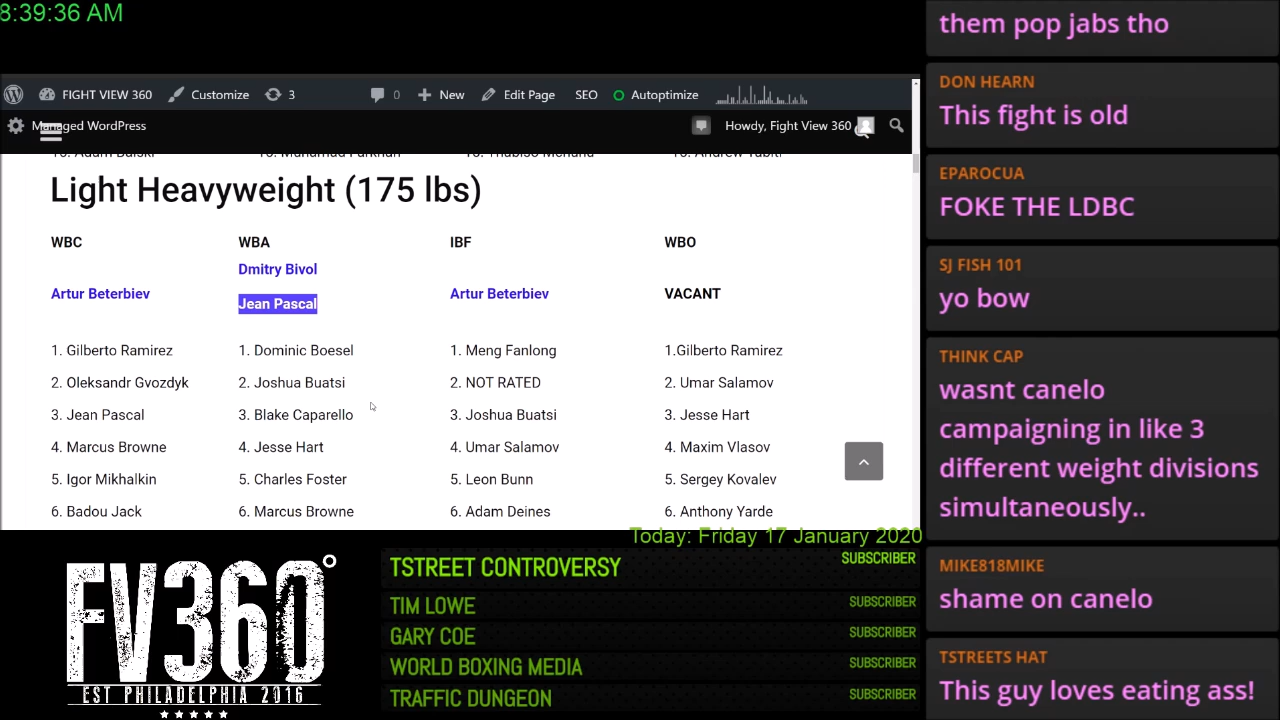 8:39:36 AM
FIGHT VIEW 360
Customize
3
0
New
Edit Page
SEO
Autoptimize
Managed WordPress
Howdy, Fight View 360
Light Heavyweight (175 lbs)
WBC
WBA
IBF
WBO
Dmitry Bivol
Artur Beterbiev
Jean Pascal
Artur Beterbiev
VACANT
1. Gilberto Ramirez
1. Dominic Boesel
1. Meng Fanlong
1.Gilberto Ramirez
2. Oleksandr Gvozdyk
2. Joshua Buatsi
2. NOT RATED
2. Umar Salamov
3. Jean Pascal
3. Blake Caparello
3. Joshua Buatsi
3. Jesse Hart
4. Marcus Browne
4. Jesse Hart
4. Umar Salamov
4. Maxim Vlasov
5. Igor Mikhalkin
5. Charles Foster
5. Leon Bunn
5. Sergey Kovalev
6. Badou Jack
6. Marcus Browne
6. Adam Deines
6. Anthony Yarde
Today: Friday 17 January 2020
FV360°
EST PHILADELPHIA 2016
TSTREET CONTROVERSY SUBSCRIBER
TIM LOWE SUBSCRIBER
GARY COE SUBSCRIBER
WORLD BOXING MEDIA SUBSCRIBER
TRAFFIC DUNGEON SUBSCRIBER
them pop jabs tho
DON HEARN
This fight is old
EPAROCUA
FOKE THE LDBC
SJ FISH 101
yo bow
THINK CAP
wasnt canelo
campaigning in like 3
different weight divisions
simultaneously..
MIKE818MIKE
shame on canelo
TSTREETS HAT
This guy loves eating ass!